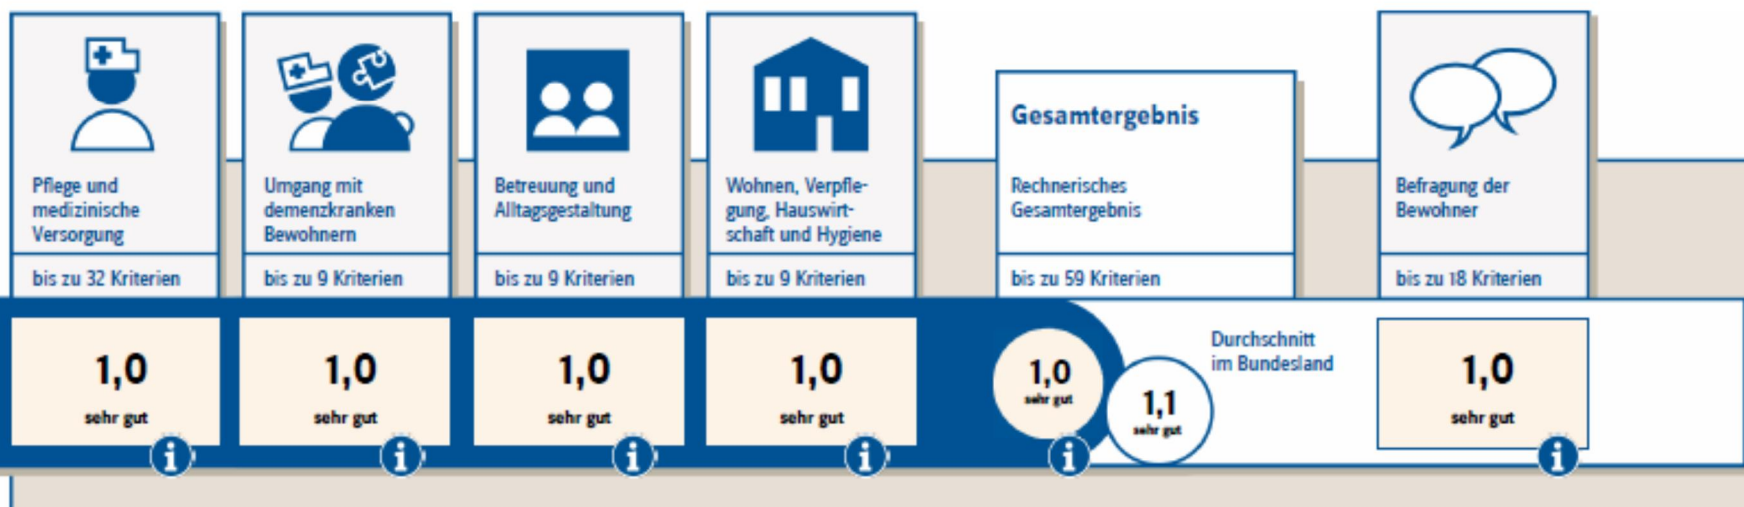 Pflege und
medizinische
Versorgung
bis zu 32 Kriterien
1,0
sehr gut
Umgang mit
demenzkranken
Bewohnern
bis zu 9 Kriterien
1,0
sehr gut
Betreuung und
Alltagsgestaltung
bis zu 9 Kriterien
1,0
sehr gut
Wohnen, Verpfle-
gung, Hauswirt-
schaft und Hygiene
bis zu 9 Kriterien
1,0
sehr gut
Gesamtergebnis
Rechnerisches
Gesamtergebnis
bis zu 59 Kriterien
1,0
sehr gut
1,1
sehr gut
Durchschnitt
im Bundesland
Befragung der
Bewohner
bis zu 18 Kriterien
1,0
sehr gut